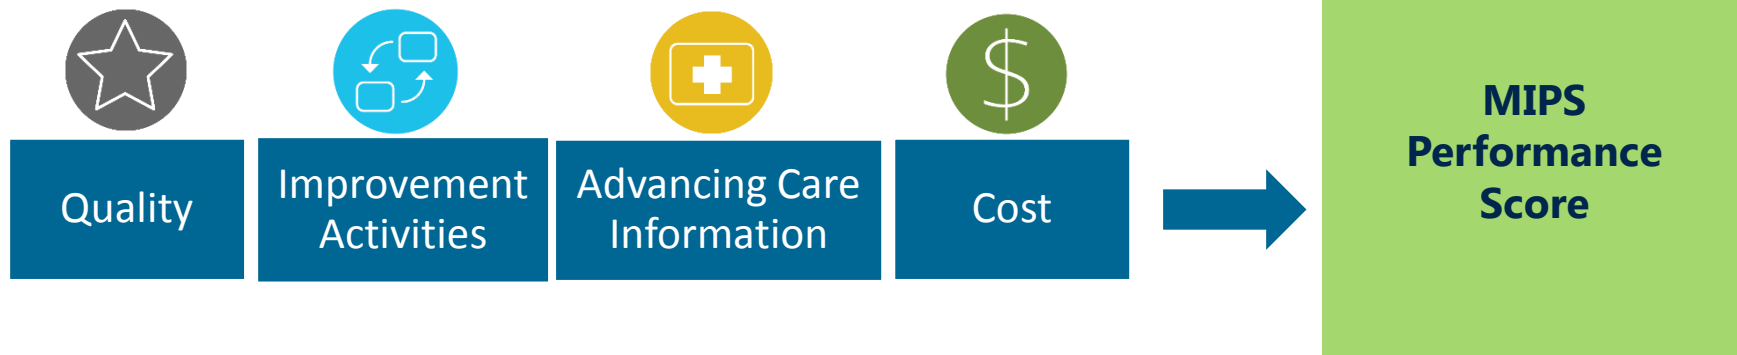 Quality
Improvement
Activities
Advancing Care
Information
Cost
MIPS
Performance
Score